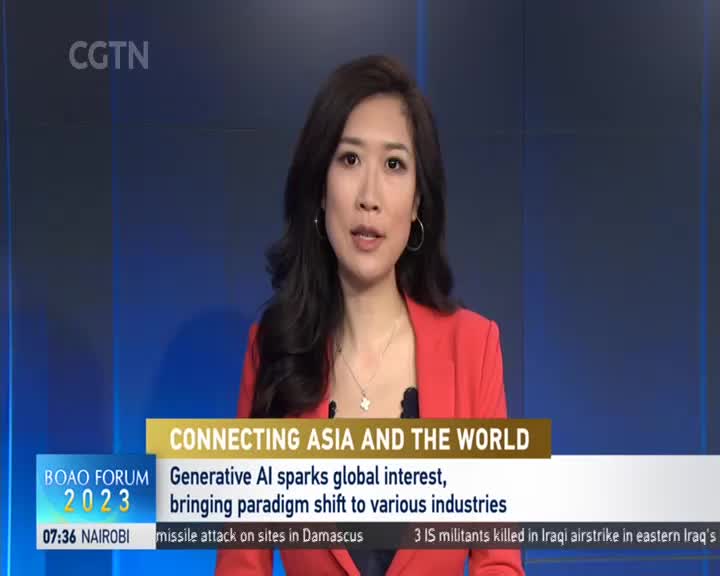 CGTN
CONNECTING ASIA AND THE WORLD
BOAO FORUM
2023
Generative AI sparks global interest,
bringing paradigm shift to various industries
07:36 NAIROBI
missile attack on sites in Damascus 3 IS militants killed in Iraqi airstrike in eastern Iraq's